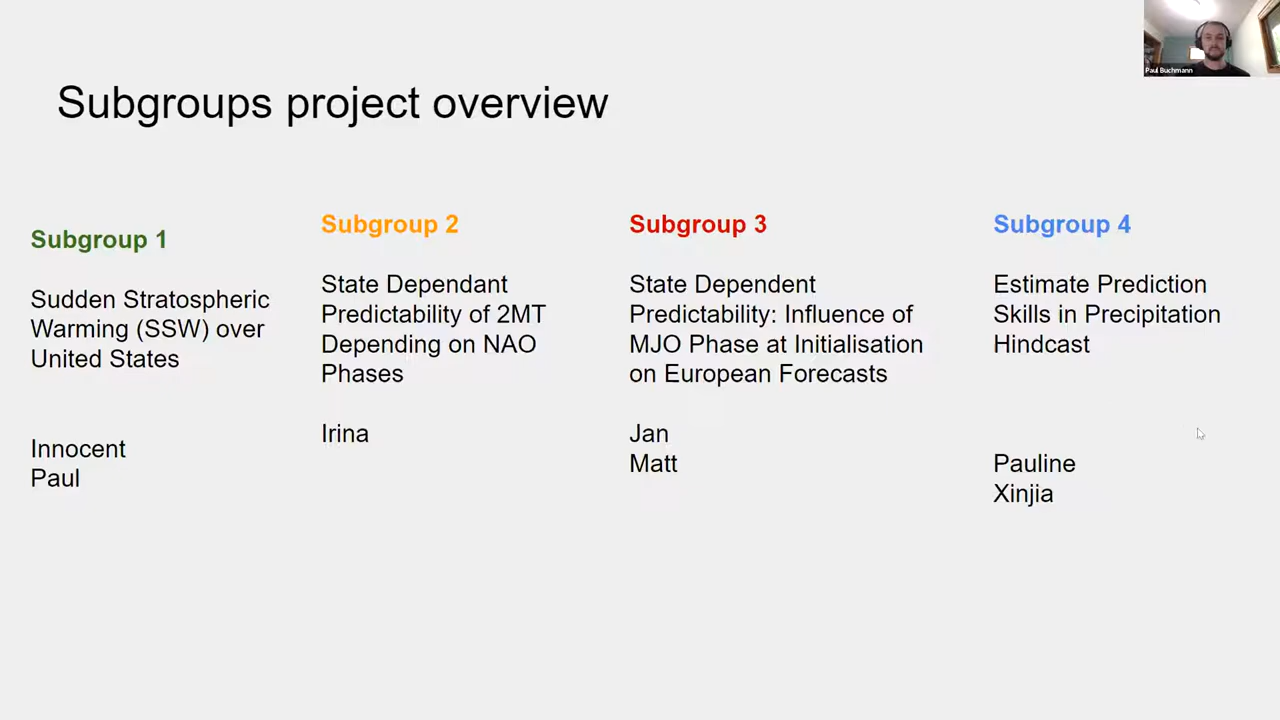 Paul Buchmann
Subgroups project overview
Subgroup 1
Sudden Stratospheric
Warming (SSW) over
United States
Innocent
Paul
Subgroup 2
State Dependant
Predictability of 2MT
Depending on NAO
Phases
Irina
Subgroup 3
State Dependent
Predictability: Influence of
MJO Phase at Initialisation
on European Forecasts
Jan
Matt
Subgroup 4
Estimate Prediction
Skills in Precipitation
Hindcast
Pauline
Xinjia